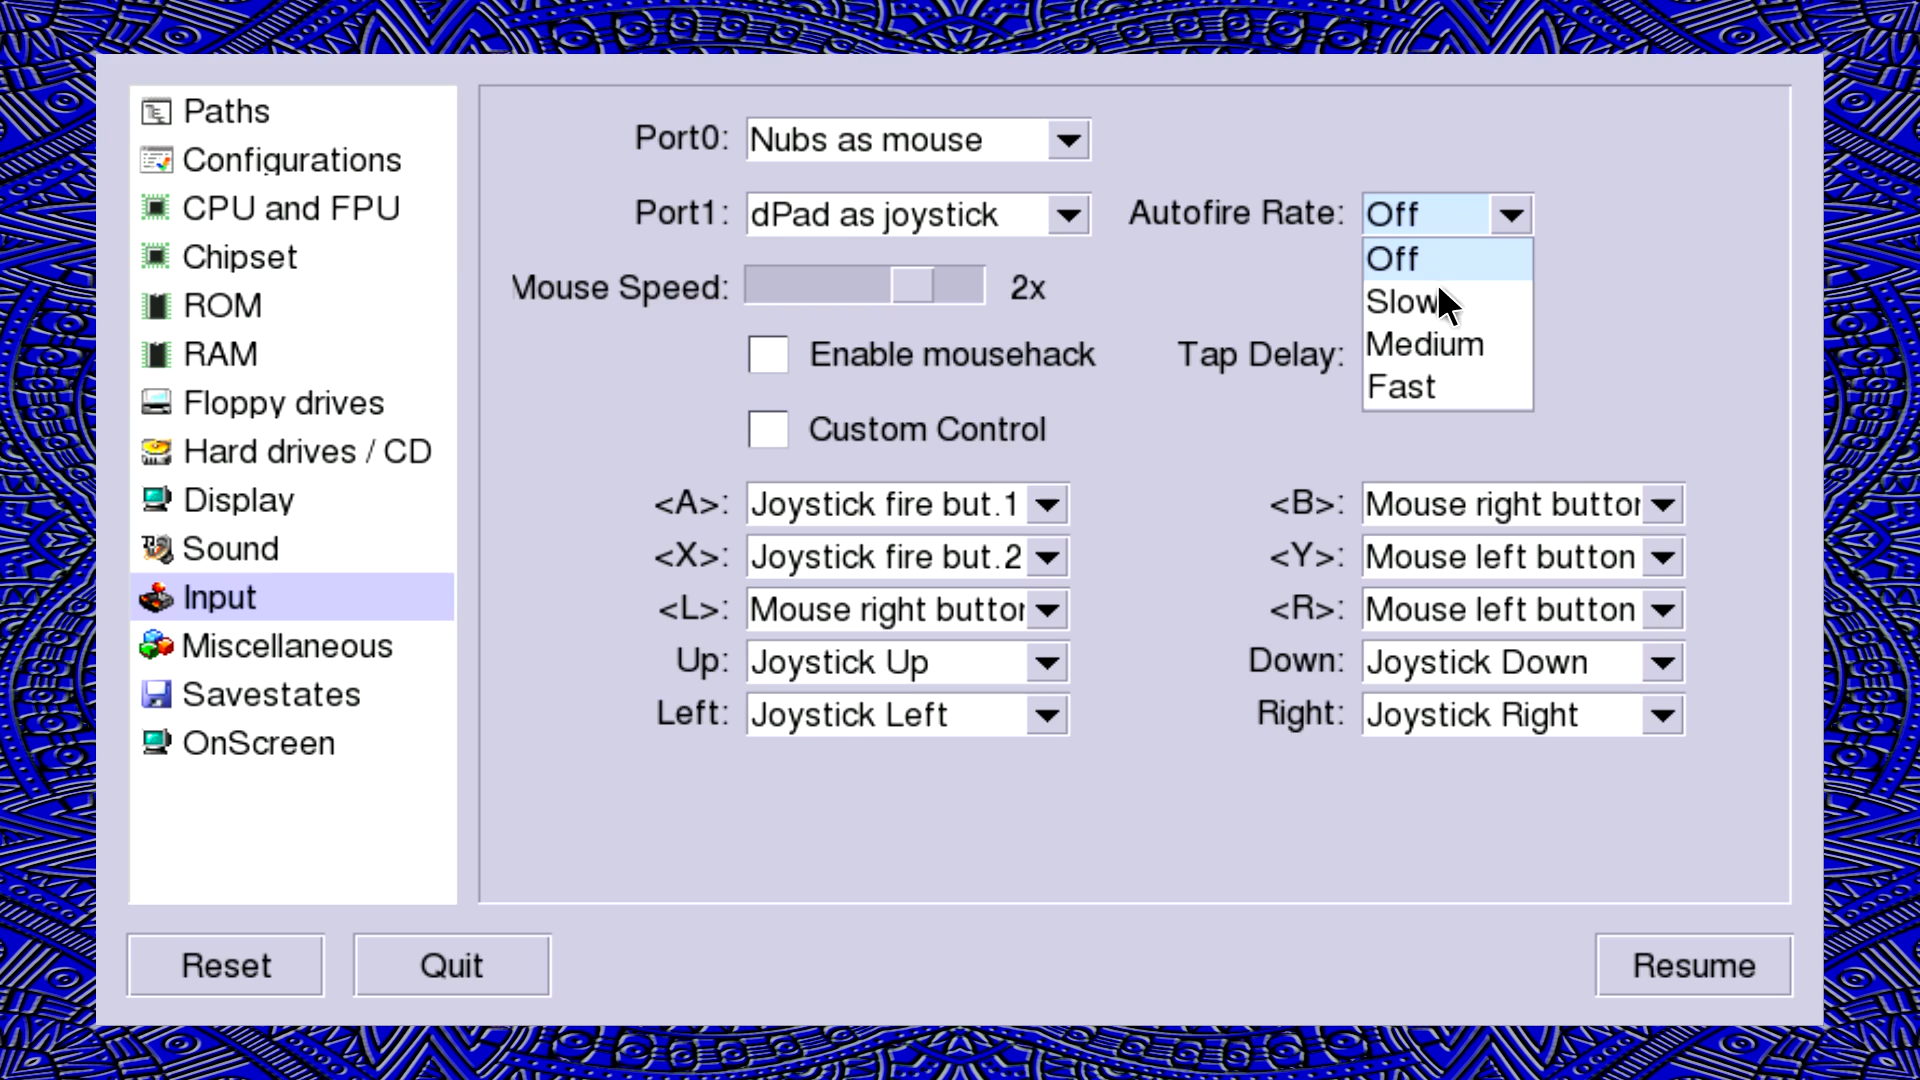 Paths
Configurations
CPU and FPU
Chipset
ROM
RAM
Floppy drives
Hard drives / CD
Display
Sound
Input
Miscellaneous
Savestates
OnScreen
Port0: Nubs as mouse
Port1: dPad as joystick Autofire Rate: Off
Off
Mouse Speed: 2x
Slow
Enable mousehack Tap Delay:
Medium
Fast
Custom Control
<A>: Joystick fire but.1 <B>: Mouse right button
<X>: Joystick fire but.2 <Y>: Mouse left button
<L>: Mouse right button <R>: Mouse left button
Up: Joystick Up Down: Joystick Down
Left: Joystick Left Right: Joystick Right
Reset Quit Resume